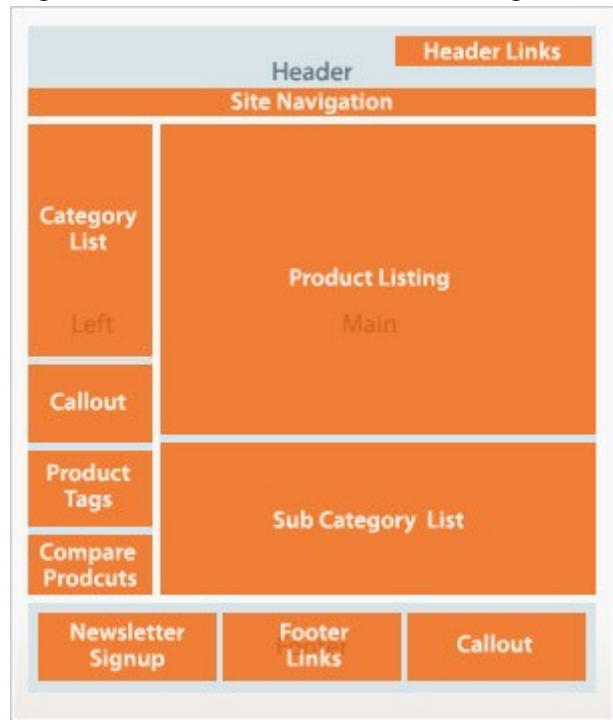 Header Links
Header
Site Navigation
Category
List
Left
Product Listing
Main
Callout
Product
Tags
Compare
Prodcuts
Sub Category List
Newsletter
Signup
Footer
Links
Footer
Callout